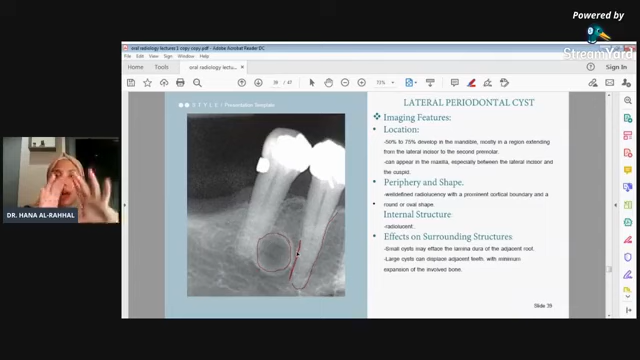 Powered by
StreamYard
oral radiology lectures 1 copy copy.pdf - Adobe Acrobat Reader DC
File Edit View Sign Window Help
Home Tools oral radiology lectu... × Sign In
39 / 47 73%
STYLE / Presentation Template
LATERAL PERIODONTAL CYST
Imaging Features:
Location:
-50% to 75% develop in the mandible, mostly in a region extending
from the lateral incisor to the second premolar.
-can appear in the maxilla, especially between the lateral incisor and
the cuspid.
Periphery and Shape.
-welldefined radiolucency with a prominent cortical boundary and a
round or oval shape.
Internal Structure
-radiolucent.
Effects on Surrounding Structures
-Small cysts may efface the lamina dura of the adjacent root.
-Large cysts can displace adjacent teeth, with minimum
expansion of the involved bone.
Slide 39
DR. HANA AL-RAHHAL